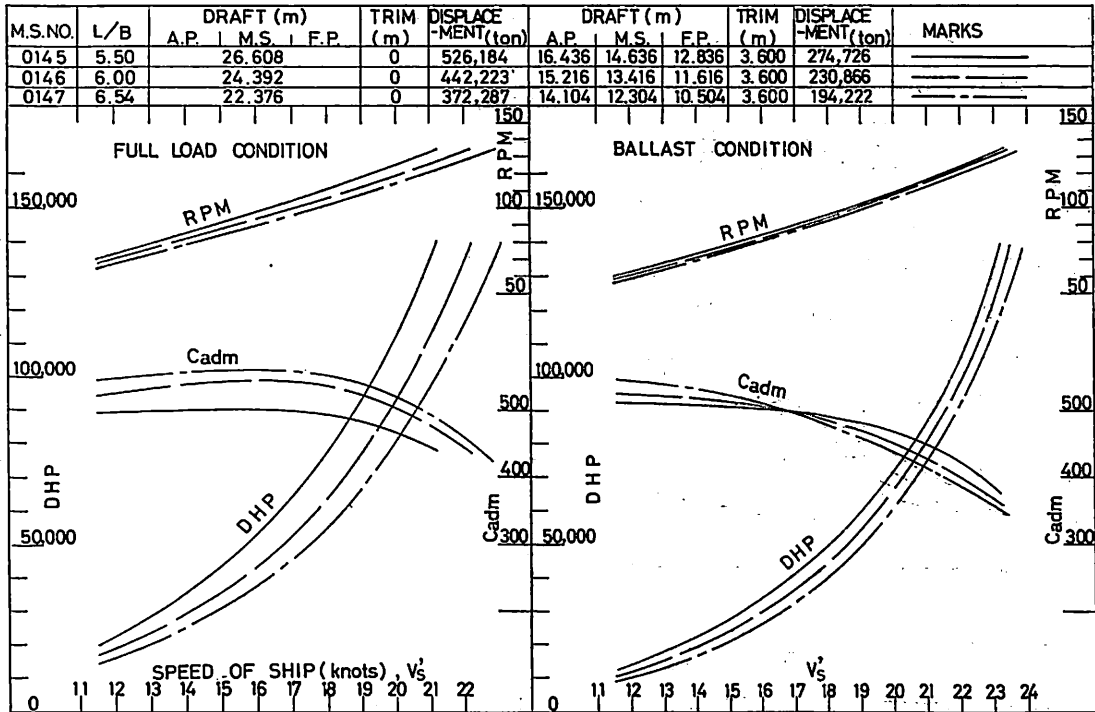 M.S.NO. L/B DRAFT (m) TRIM (m) DISPLACE -MENT (ton) DRAFT (m) TRIM (m) DISPLACE -MENT (ton) MARKS
A.P. M.S. F.P. A.P. M.S. F.P.
0145 5.50 26.608 0 526,184 16.436 14.636 12.836 3.600 274,726
0146 6.00 24.392 0 442,223 15.216 13.416 11.616 3.600 230,866
0147 6.54 22.376 0 372,287 14.104 12.304 10.504 3.600 194,222
FULL LOAD CONDITION
150
RPM
100
50
150,000
RPM
100,000
Cadm
500
400
300
Cadm
DHP
DHP
50,000
SPEED OF SHIP (knots), V'S
0 11 12 13 14 15 16 17 18 19 20 21 22
BALLAST CONDITION
150
RPM
100
50
150,000
RPM
100,000
Cadm
500
400
300
Cadm
DHP
DHP
50,000
V'S
0 11 12 13 14 15 16 17 18 19 20 21 22 23 24